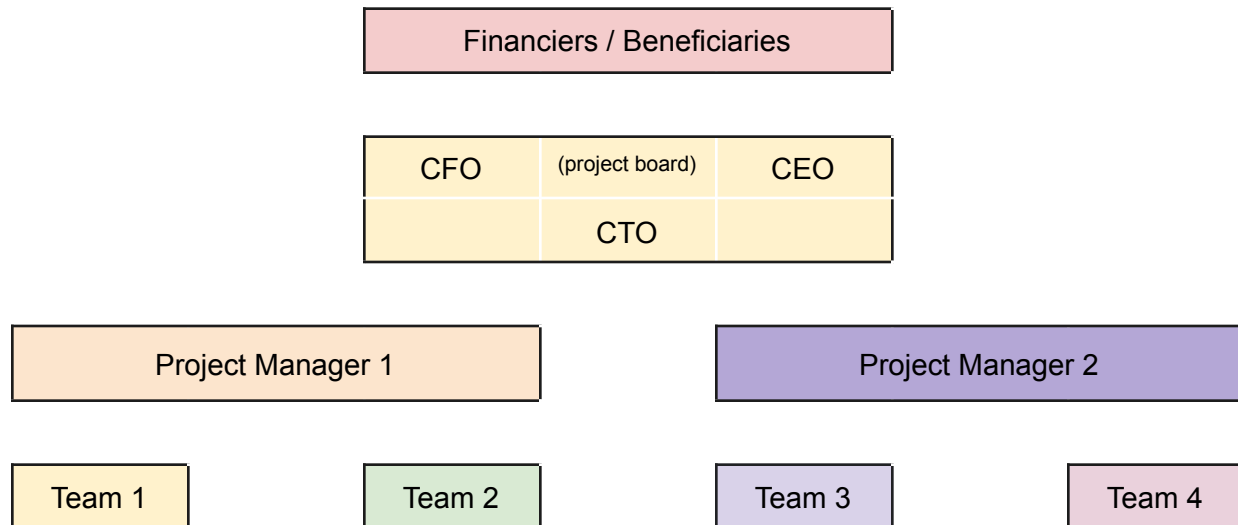 Financiers / Beneficiaries
CFO (project board) CEO
CTO
Project Manager 1 Project Manager 2
Team 1 Team 2 Team 3 Team 4